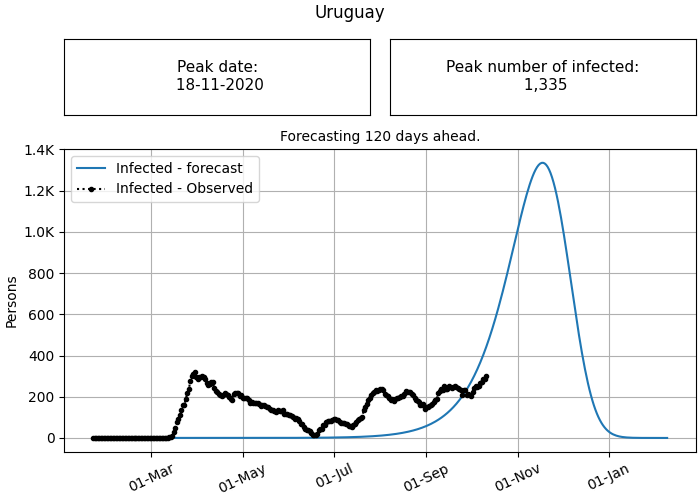 Uruguay
Peak date:
18-11-2020
Peak number of infected:
1,335
Forecasting 120 days ahead.
Infected - forecast
Infected - Observed
1.4K
1.2K
1.0K
800
600
400
200
0
Persons
01-Mar
01-May
01-Jul
01-Sep
01-Nov
01-Jan